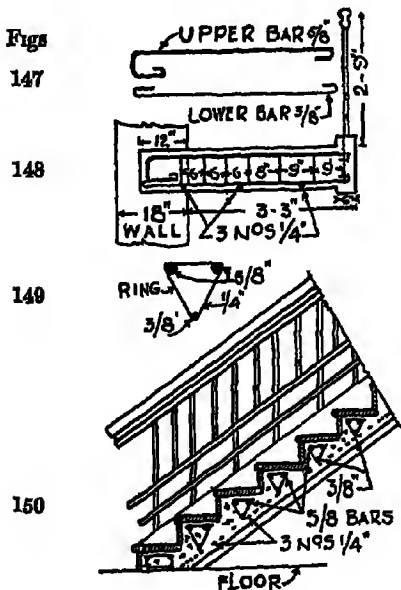 Figs
147
UPPER BAR 5/8"
LOWER BAR 3/8"
2-9"
148
12"
6" 6" 6" 8" 9" 9"
18" 3-3"
WALL
3 NOS 1/4"
149
RING
5/8"
1/4"
3/8'
150
3/8"
5/8 BARS
3 NOS 1/4"
FLOOR